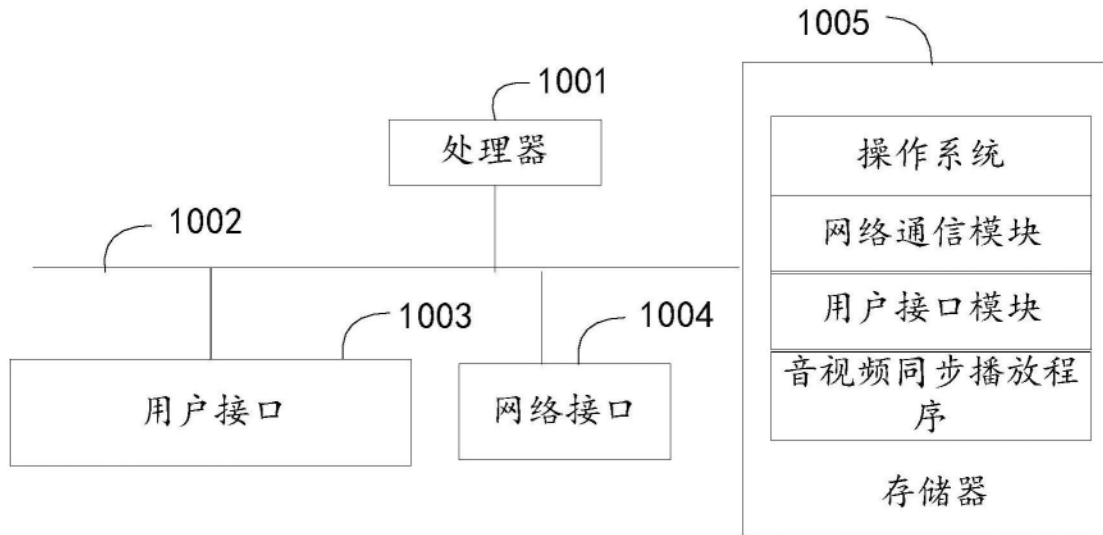 1005
1001
处理器
操作系统
1002
网络通信模块
1003
1004
用户接口模块
用户接口
网络接口
音视频同步播放程
序
存储器